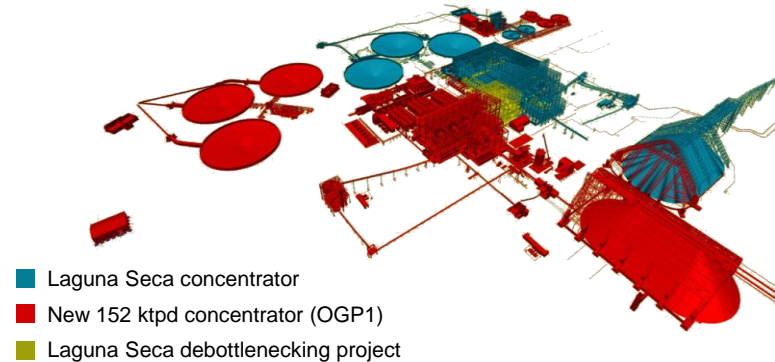 Laguna Seca concentrator
New 152 ktpd concentrator (OGP1)
Laguna Seca debottlenecking project